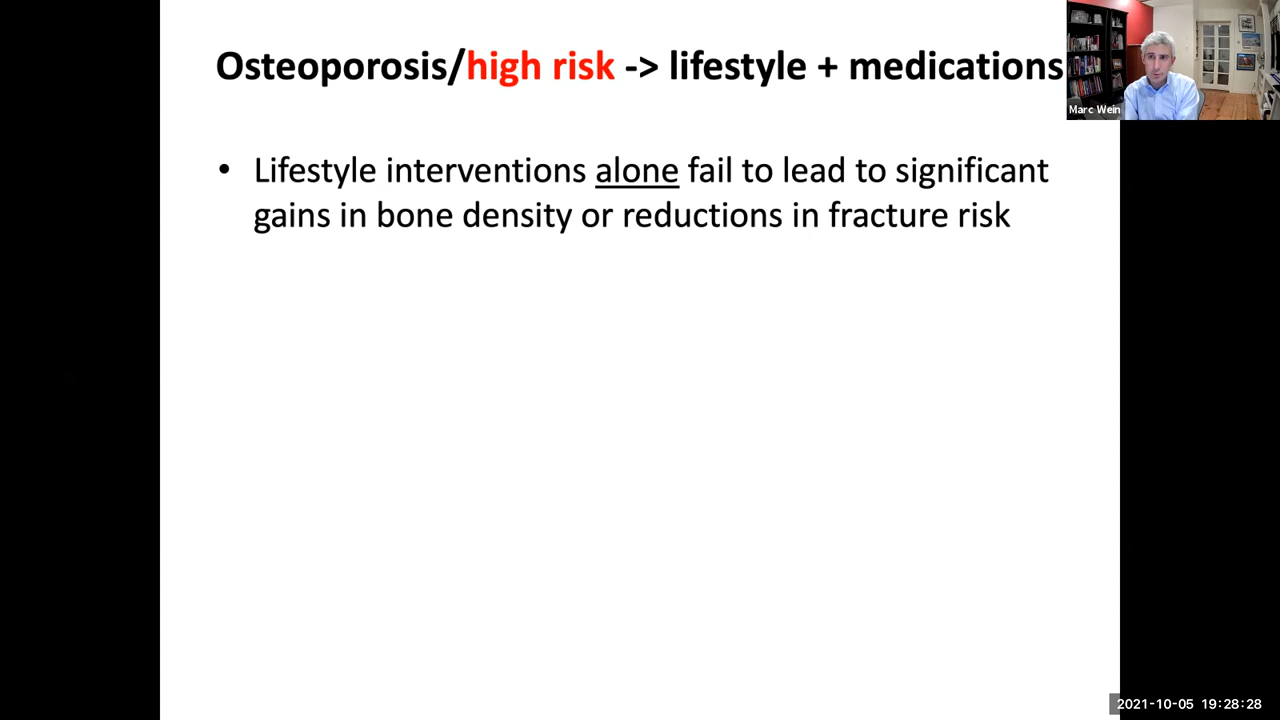 Osteoporosis/high risk -> lifestyle + medications
Marc Wein
• Lifestyle interventions alone fail to lead to significant
gains in bone density or reductions in fracture risk
2021-10-05 19:28:28